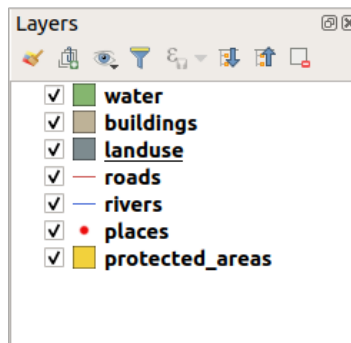 Layers
water
buildings
landuse
roads
rivers
places
protected_areas